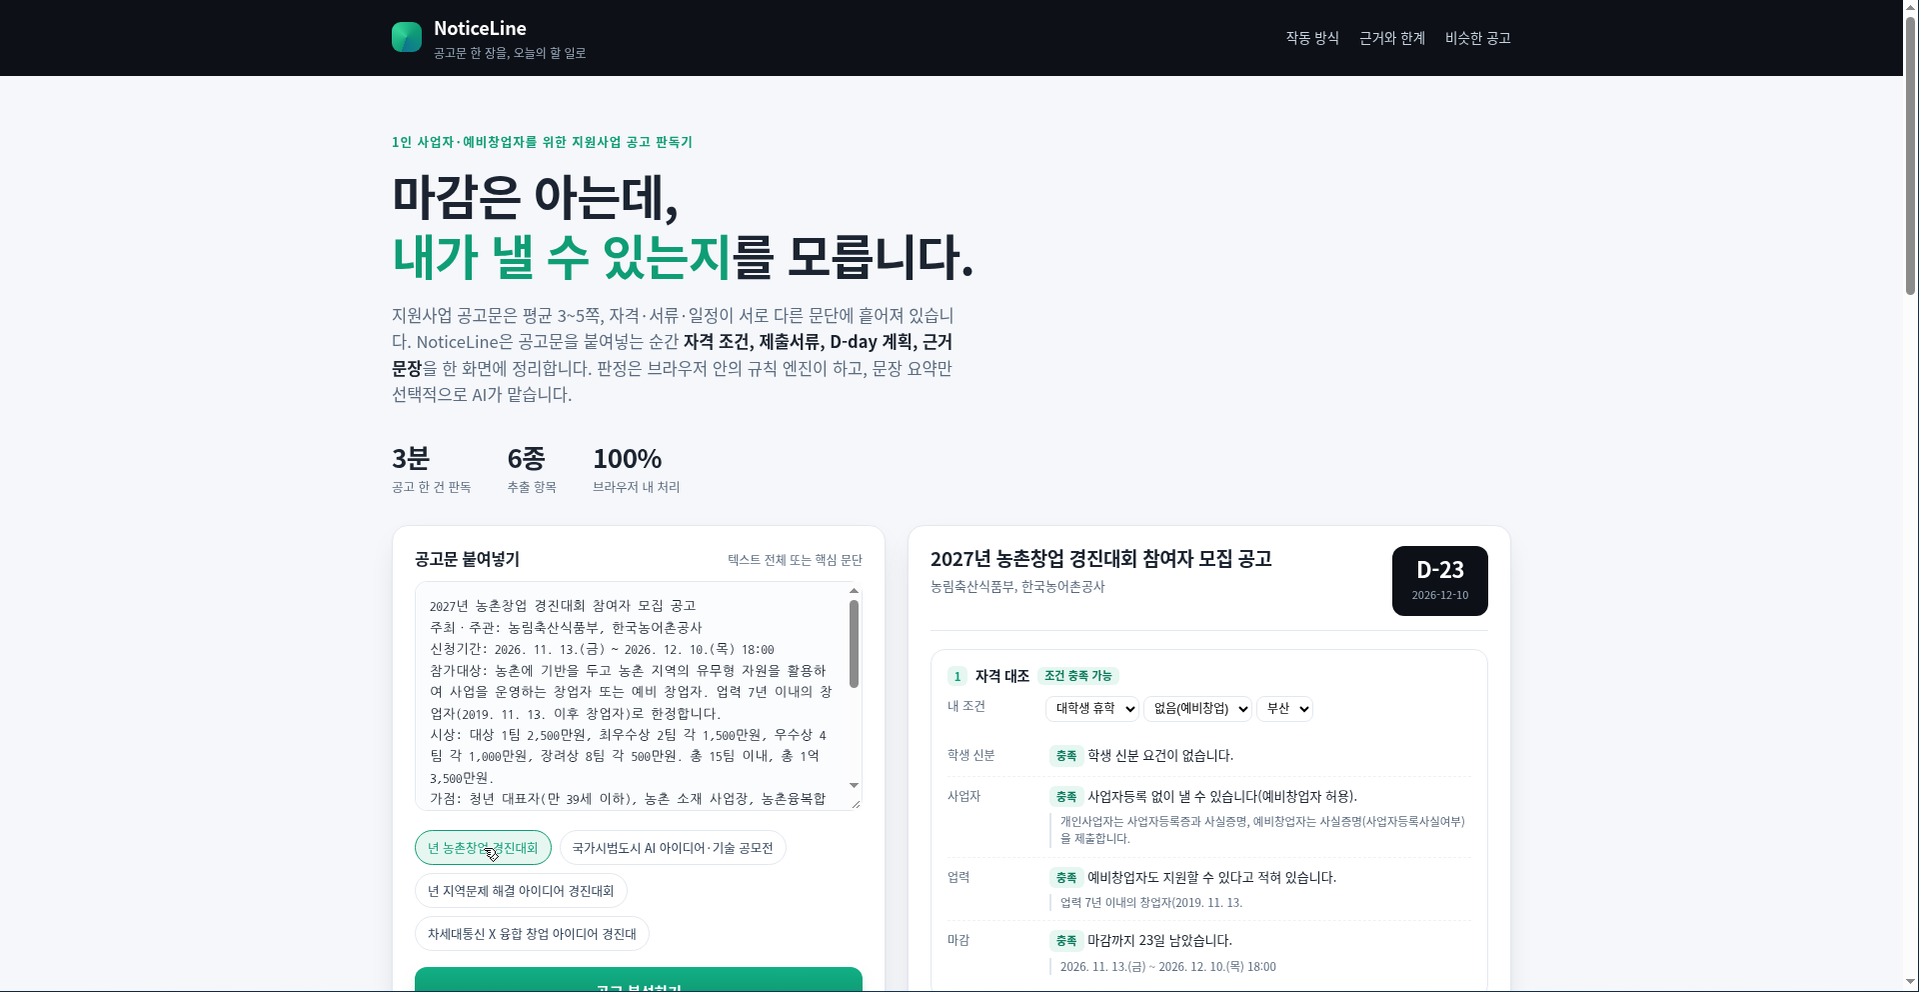 NoticeLine
공고문 한 장을, 오늘의 할 일로
작동 방식 근거와 한계 비슷한 공고
1인 사업자·예비창업자를 위한 지원사업 공고 판독기
마감은 아는데,
내가 낼 수 있는지를 모릅니다.
지원사업 공고문은 평균 3~5쪽, 자격·서류·일정이 서로 다른 문단에 흩어져 있습니
다. NoticeLine은 공고문을 붙여넣는 순간 자격 조건, 제출서류, D-day 계획, 근거
문장을 한 화면에 정리합니다. 판정은 브라우저 안의 규칙 엔진이 하고, 문장 요약만
선택적으로 AI가 맡습니다.
3분 6종 100%
공고 한 건 판독 추출 항목 브라우저 내 처리
공고문 붙여넣기 텍스트 전체 또는 핵심 문단
2027년 농촌창업 경진대회 참여자 모집 공고
주최·주관: 농림축산식품부, 한국농어촌공사
신청기간: 2026. 11. 13.(금) ~ 2026. 12. 10.(목) 18:00
참가대상: 농촌에 기반을 두고 농촌 지역의 유무형 자원을 활용하
여 사업을 운영하는 창업자 또는 예비 창업자. 업력 7년 이내의 창
업자(2019. 11. 13. 이후 창업자)로 한정합니다.
시상: 대상 1팀 2,500만원, 최우수상 2팀 각 1,500만원, 우수상 4
팀 각 1,000만원, 장려상 8팀 각 500만원. 총 15팀 이내, 총 1억
3,500만원.
가점: 청년 대표자(만 39세 이하), 농촌 소재 사업장, 농촌융복합
년 농촌창업 경진대회 국가시범도시 AI 아이디어·기술 공모전
년 지역문제 해결 아이디어 경진대회
차세대통신 X 융합 창업 아이디어 경진대
공고 분석하기
2027년 농촌창업 경진대회 참여자 모집 공고
농림축산식품부, 한국농어촌공사
D-23
2026-12-10
1 자격 대조 조건 충족 가능
내 조건 대학생 휴학 없음(예비창업) 부산
학생 신분 충족 학생 신분 요건이 없습니다.
사업자 충족 사업자등록 없이 낼 수 있습니다(예비창업자 허용).
개인사업자는 사업자등록증과 사실증명, 예비창업자는 사실증명(사업자등록사실여부)
을 제출합니다.
업력 충족 예비창업자도 지원할 수 있다고 적혀 있습니다.
업력 7년 이내의 창업자(2019. 11. 13.
마감 충족 마감까지 23일 남았습니다.
2026. 11. 13.(금) ~ 2026. 12. 10.(목) 18:00